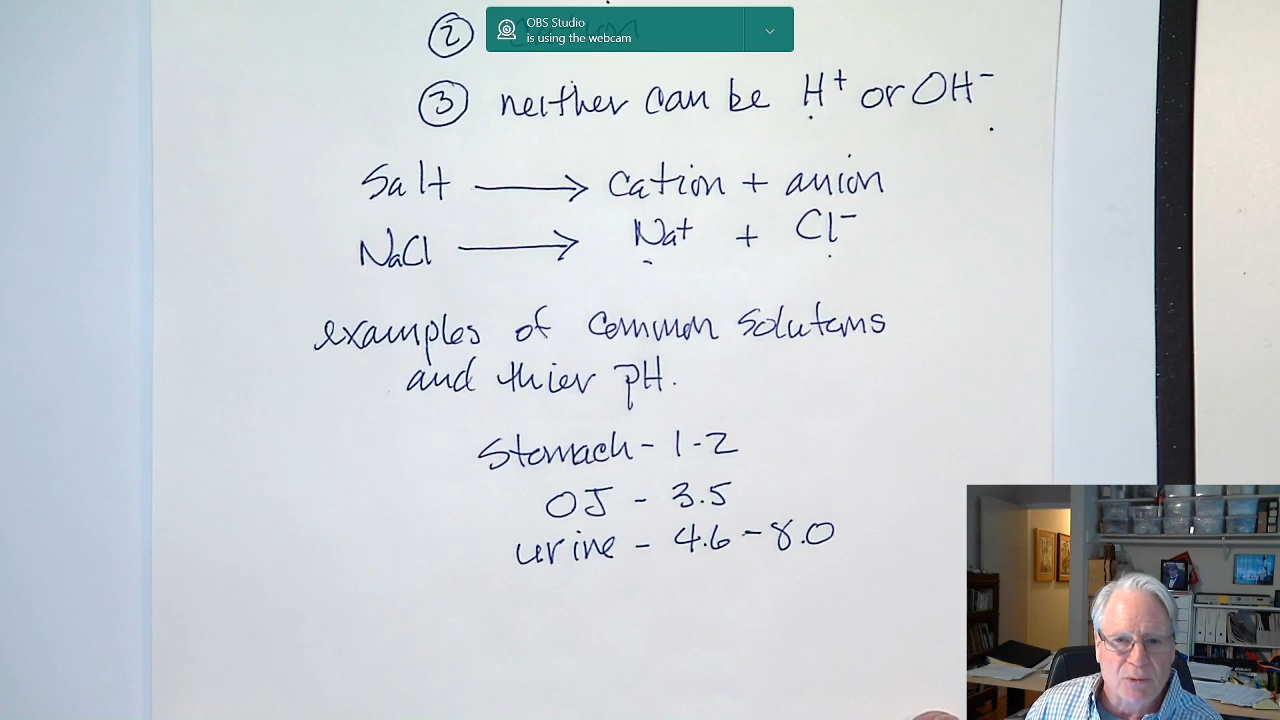 OBS Studio
is using the webcam
②
③ neither can be H⁺ or OH⁻
Salt ⟶ cation + anion
NaCl ⟶ Na⁺ + Cl⁻
examples of common solutions
and thier pH.
Stomach - 1-2
OJ - 3.5
urine - 4.6 - 8.0